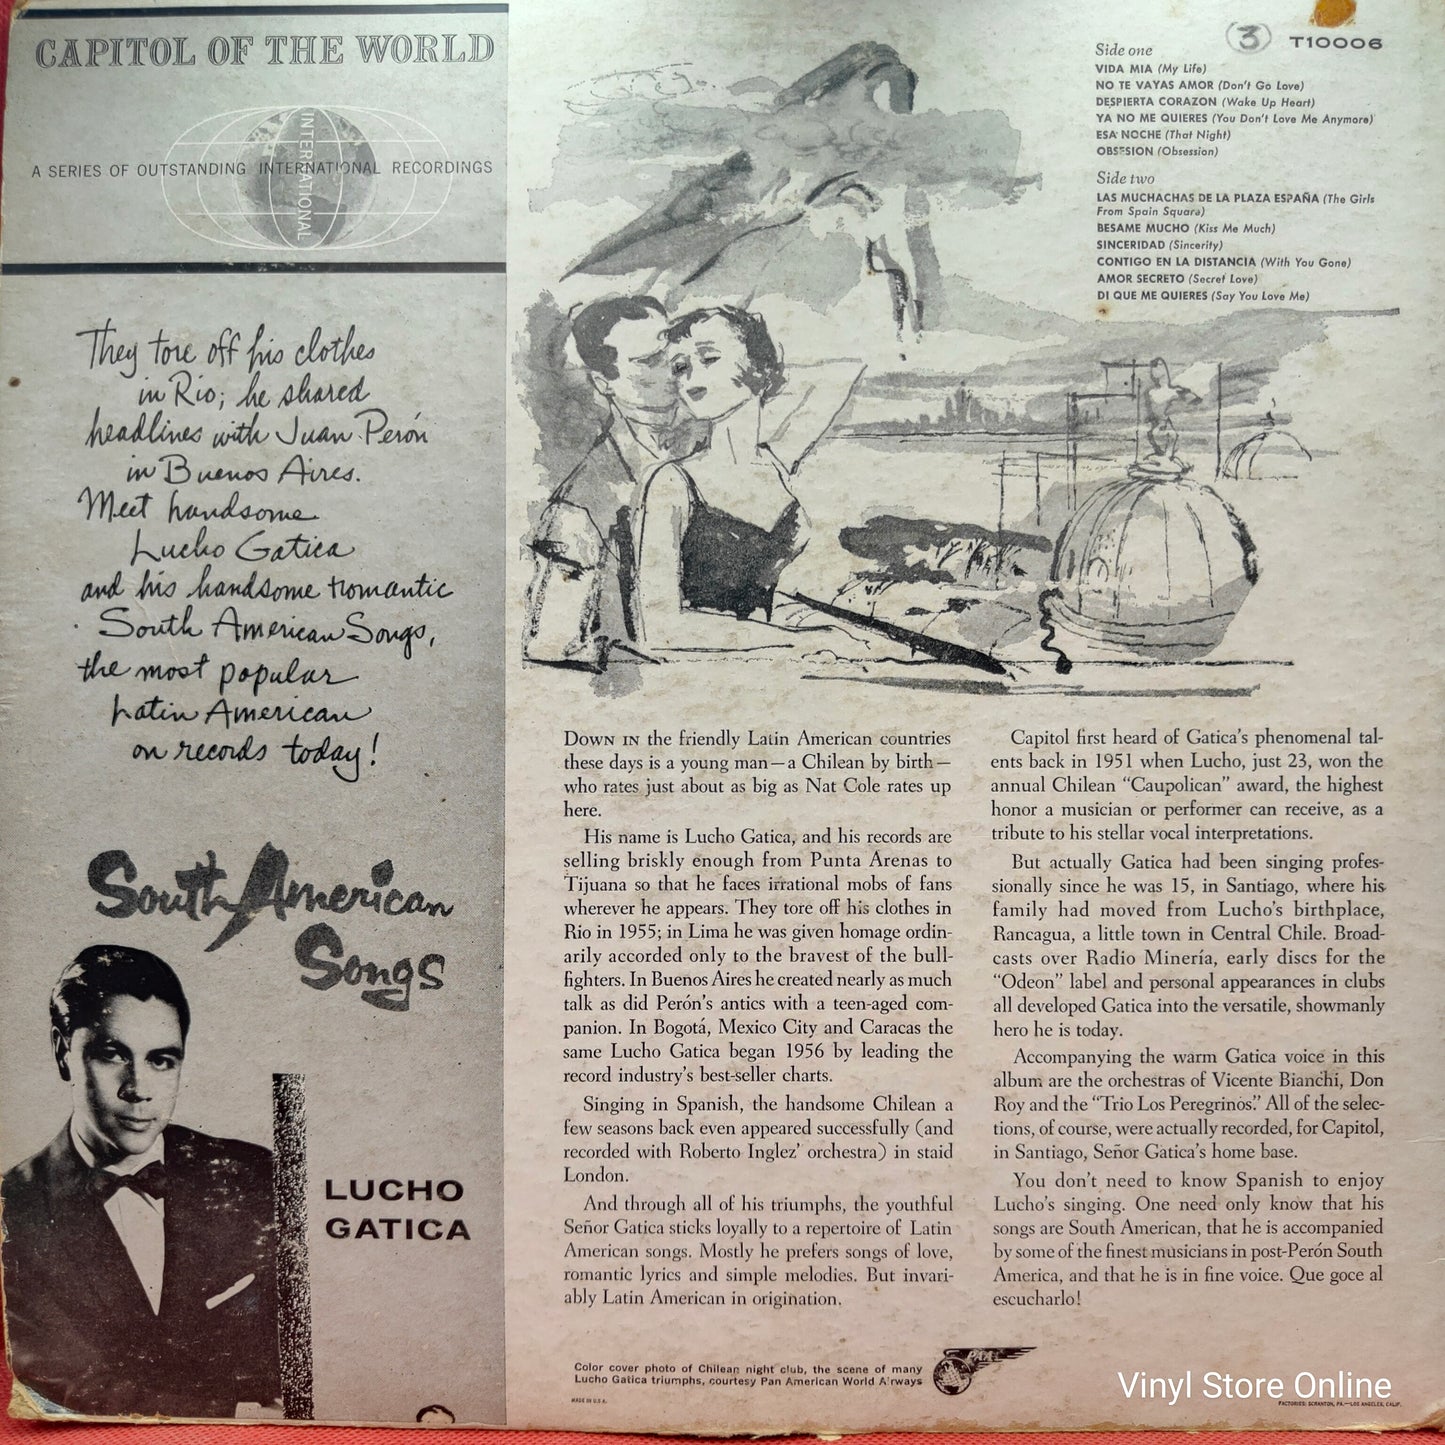 CAPITOL OF THE WORLD
A SERIES OF OUTSTANDING INTERNATIONAL RECORDINGS
INTERNATIONAL
They tore off his clothes
in Rio; he shared
headlines with Juan Perón
in Buenos Aires.
Meet handsome
Lucho Gatica
and his handsome romantic
South American Songs,
the most popular
Latin American
on records today!
South American
Songs
LUCHO
GATICA
3 T10006
Side one
VIDA MIA (My Life)
NO TE VAYAS AMOR (Don't Go Love)
DESPIERTA CORAZON (Wake Up Heart)
YA NO ME QUIERES (You Don't Love Me Anymore)
ESA NOCHE (That Night)
OBSESION (Obsession)
Side two
LAS MUCHACHAS DE LA PLAZA ESPAÑA (The Girls
From Spain Square)
BESAME MUCHO (Kiss Me Much)
SINCERIDAD (Sincerity)
CONTIGO EN LA DISTANCIA (With You Gone)
AMOR SECRETO (Secret Love)
DI QUE ME QUIERES (Say You Love Me)
DOWN IN the friendly Latin American countries
these days is a young man—a Chilean by birth—
who rates just about as big as Nat Cole rates up
here.
His name is Lucho Gatica, and his records are
selling briskly enough from Punta Arenas to
Tijuana so that he faces irrational mobs of fans
wherever he appears. They tore off his clothes in
Rio in 1955; in Lima he was given homage ordin-
arily accorded only to the bravest of the bull-
fighters. In Buenos Aires he created nearly as much
talk as did Perón's antics with a teen-aged com-
panion. In Bogotá, Mexico City and Caracas the
same Lucho Gatica began 1956 by leading the
record industry's best-seller charts.
Singing in Spanish, the handsome Chilean a
few seasons back even appeared successfully (and
recorded with Roberto Inglez' orchestra) in staid
London.
And through all of his triumphs, the youthful
Señor Gatica sticks loyally to a repertoire of Latin
American songs. Mostly he prefers songs of love,
romantic lyrics and simple melodies. But invari-
ably Latin American in origination.
Capitol first heard of Gatica's phenomenal tal-
ents back in 1951 when Lucho, just 23, won the
annual Chilean "Caupolican" award, the highest
honor a musician or performer can receive, as a
tribute to his stellar vocal interpretations.
But actually Gatica had been singing profes-
sionally since he was 15, in Santiago, where his
family had moved from Lucho's birthplace,
Rancagua, a little town in Central Chile. Broad-
casts over Radio Minería, early discs for the
"Odeon" label and personal appearances in clubs
all developed Gatica into the versatile, showmanly
hero he is today.
Accompanying the warm Gatica voice in this
album are the orchestras of Vicente Bianchi, Don
Roy and the "Trio Los Peregrinos." All of the selec-
tions, of course, were actually recorded, for Capitol,
in Santiago, Señor Gatica's home base.
You don't need to know Spanish to enjoy
Lucho's singing. One need only know that his
songs are South American, that he is accompanied
by some of the finest musicians in post-Perón South
America, and that he is in fine voice. Que goce al
escucharlo!
Color cover photo of Chilean night club, the scene of many
Lucho Gatica triumphs, courtesy Pan American World Airways
PAA
MADE IN U.S.A.
Vinyl Store Online
FACTORIES: SCRANTON, PA.—LOS ANGELES, CALIF.